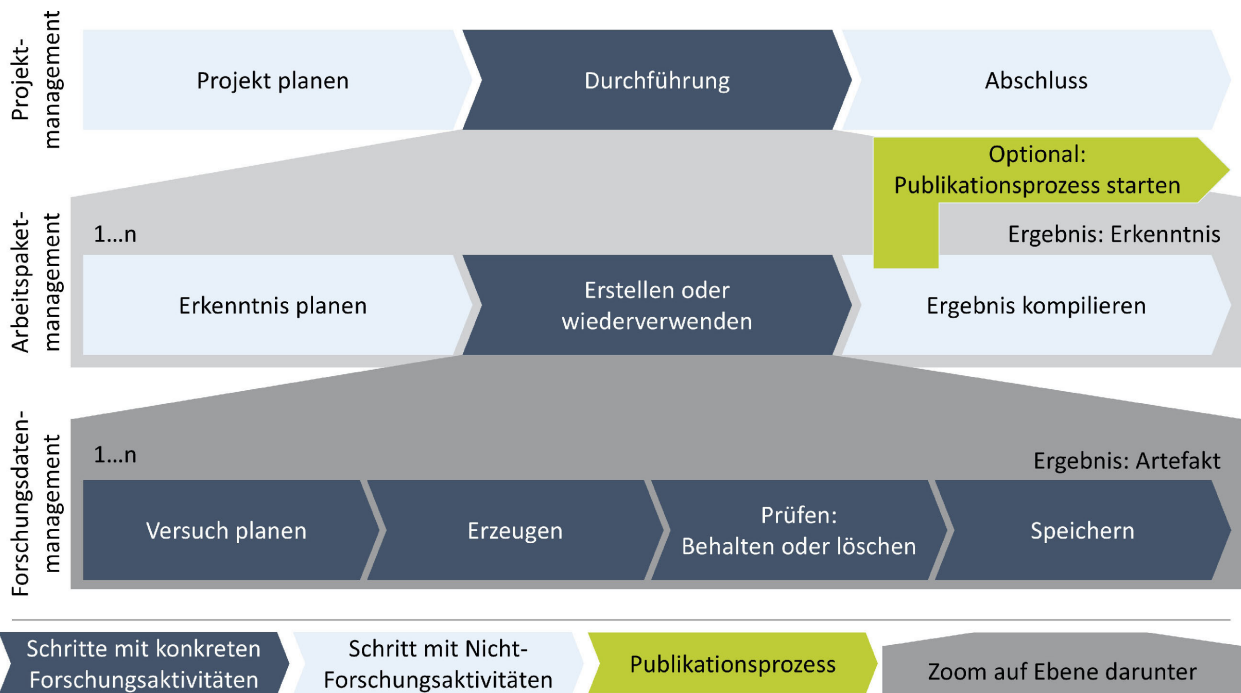 Projekt-
management
Projekt planen
Durchführung
Abschluss
Optional:
Publikationsprozess starten
Arbeitspaket-
management
1...n
Ergebnis: Erkenntnis
Erkenntnis planen
Erstellen oder
wiederverwenden
Ergebnis kompilieren
Forschungsdaten-
management
1...n
Ergebnis: Artefakt
Versuch planen
Erzeugen
Prüfen:
Behalten oder löschen
Speichern
Schritte mit konkreten
Forschungsaktivitäten
Schritt mit Nicht-
Forschungsaktivitäten
Publikationsprozess
Zoom auf Ebene darunter